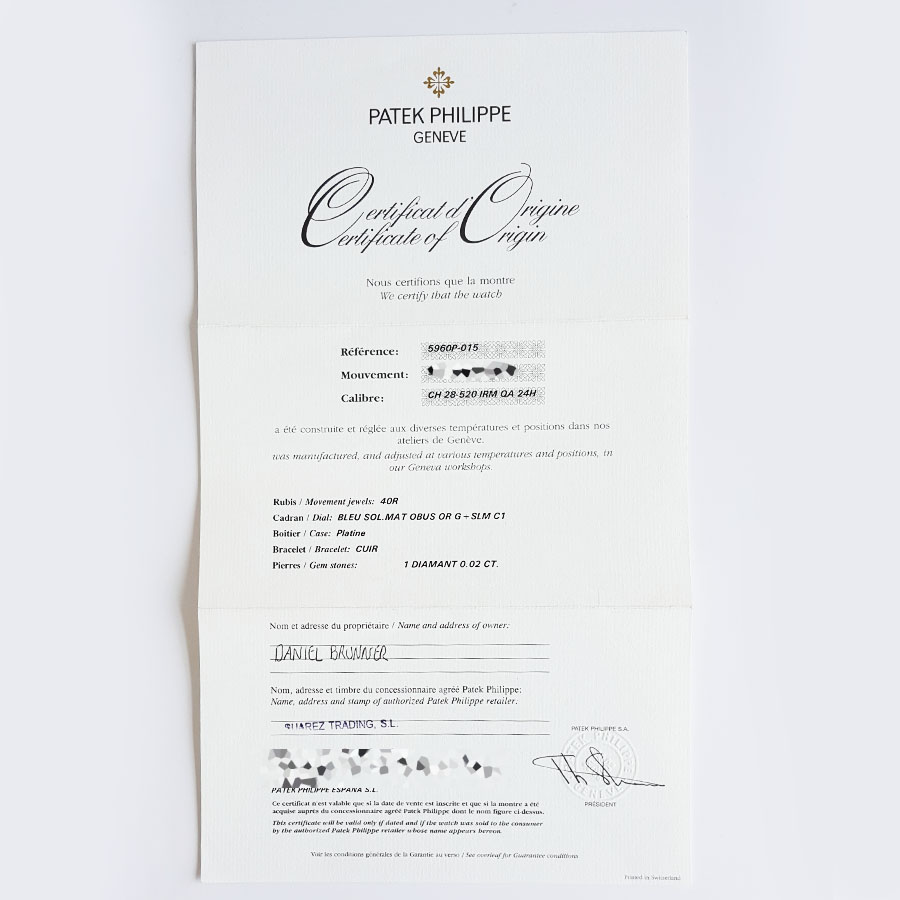 PATEK PHILIPPE
GENEVE
Certificat d'Origine
Certificate of Origin
Nous certifions que la montre
We certify that the watch
Référence: 5960P-015
Mouvement:
Calibre: CH 28-520 IRM QA 24H
a été construite et réglée aux diverses températures et positions dans nos
ateliers de Genève.
was manufactured, and adjusted at various temperatures and positions, in
our Geneva workshops.
Rubis / Movement jewels: 40R
Cadran / Dial: BLEU SOL.MAT OBUS OR G + SLM C1
Boitier / Case: Platine
Bracelet / Bracelet: CUIR
Pierres / Gem stones: 1 DIAMANT 0.02 CT.
Nom et adresse du propriétaire / Name and address of owner:
DANIEL BRUNNER
Nom, adresse et timbre du concessionnaire agréé Patek Philippe:
Name, address and stamp of authorized Patek Philippe retailer:
SUAREZ TRADING, S.L.
PATEK PHILIPPE S.A.
PATEK PHILIPPE
GENEVE
PATEK PHILIPPE ESPAÑA S.L.
PRÉSIDENT
Ce certificat n'est valable que si la date de vente est inscrite et que si la montre a été
acquise auprès du concessionnaire agréé Patek Philippe dont le nom figure ci-dessus.
This certificate will be valid only if dated and if the watch was sold to the consumer
by the authorized Patek Philippe retailer whose name appears hereon.
Voir les conditions générales de la Garantie au verso / See overleaf for Guarantee conditions
Printed in Switzerland